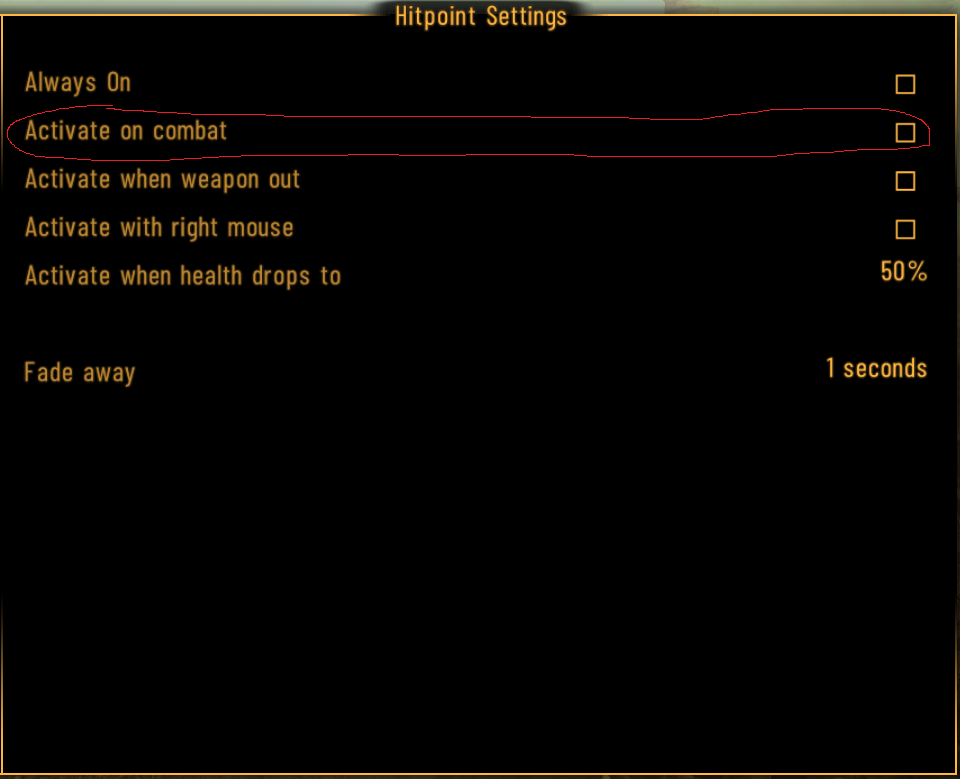 Hitpoint Settings
Always On
Activate on combat
Activate when weapon out
Activate with right mouse
Activate when health drops to 50%
Fade away 1 seconds